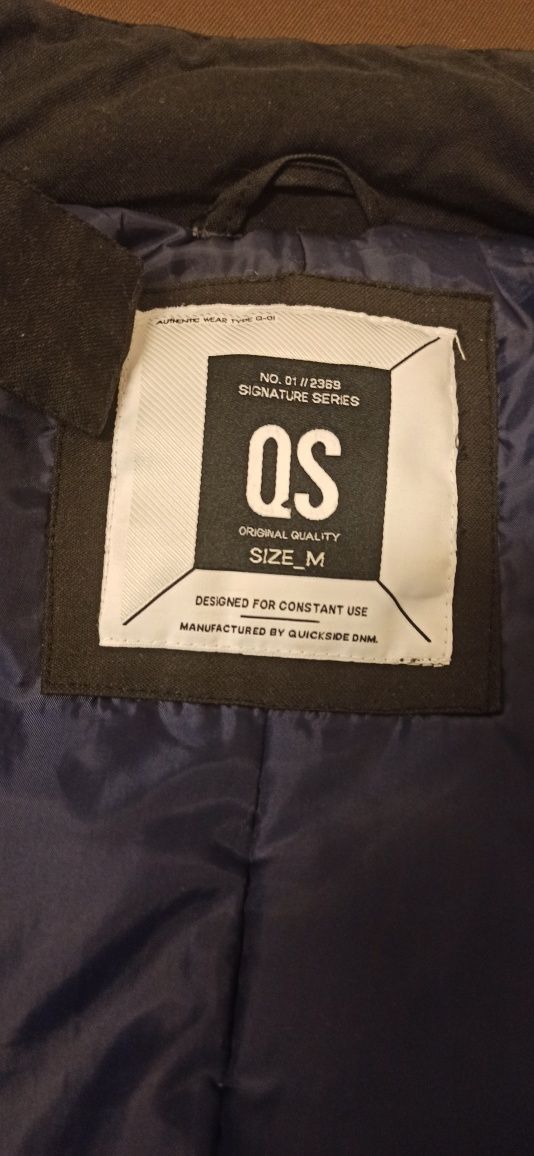 AUTHENTIC WEAR TYPE Q-01
NO. 01 // 2369
SIGNATURE SERIES
QS
ORIGINAL QUALITY
SIZE_M
DESIGNED FOR CONSTANT USE
MANUFACTURED BY QUICKSIDE DNM.